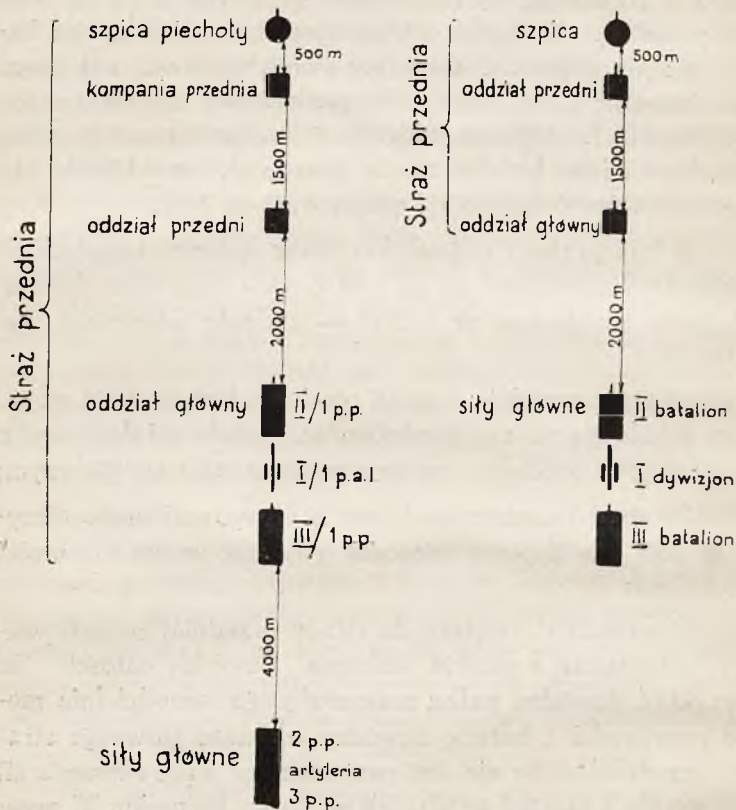 Straż przednia
szpica piechoty
500 m
kompania przednia
1500 m
oddział przedni
2000 m
oddział główny
II/1 p.p.
I/1 p.a.l
III/1 p.p.
4000 m
siły główne
2 p.p.
artyleria
3 p.p.
Straż przednia
szpica
500 m
oddział przedni
1500 m
oddział główny
2000 m
siły główne
II batalion
I dywizjon
III batalion